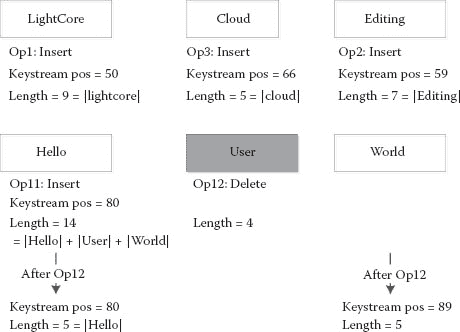 LightCore
Cloud
Editing
Op1: Insert
Op3: Insert
Op2: Insert
Keystream pos = 50
Keystream pos = 66
Keystream pos = 59
Length = 9 = |lightcore|
Length = 5 = |cloud|
Length = 7 = |Editing|
Hello
User
World
Op11: Insert
Op12: Delete
Keystream pos = 80
Length = 14
Length = 4
= |Hello| + |User| + |World|
After Op12
After Op12
Keystream pos = 80
Keystream pos = 89
Length = 5 = |Hello|
Length = 5